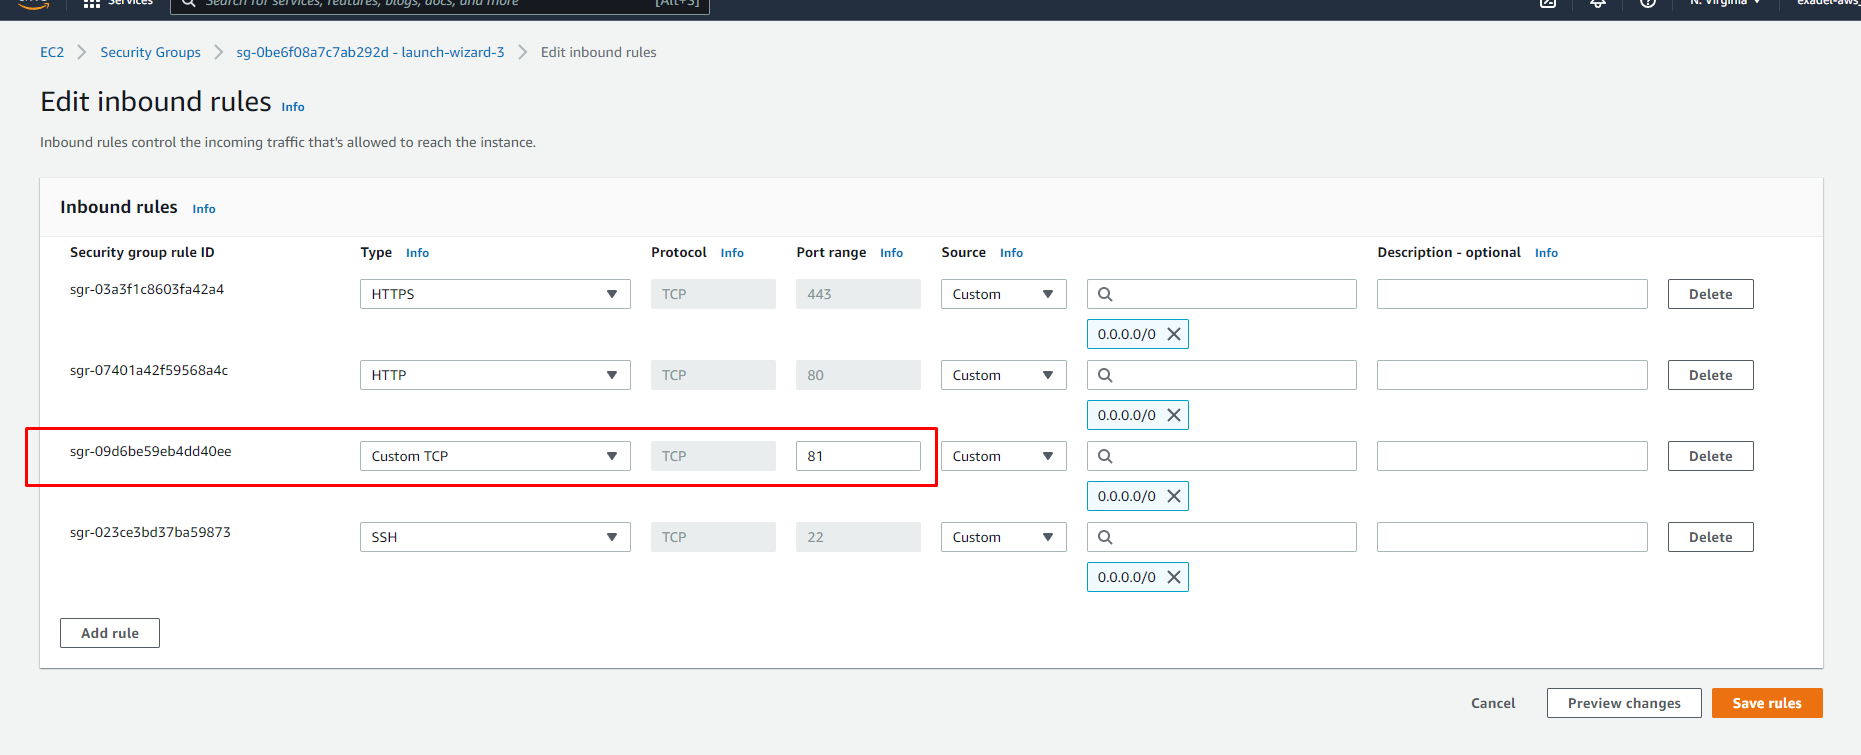 Services Search for services, features, blogs, docs, and more [Alt+S] N. Virginia exadel-aws
EC2 Security Groups sg-0be6f08a7c7ab292d - launch-wizard-3 Edit inbound rules
Edit inbound rules Info
Inbound rules control the incoming traffic that's allowed to reach the instance.
Inbound rules Info
Security group rule ID Type Info Protocol Info Port range Info Source Info Description - optional Info
sgr-03a3f1c8603fa42a4 HTTPS TCP 443 Custom Delete
0.0.0.0/0
sgr-07401a42f59568a4c HTTP TCP 80 Custom Delete
0.0.0.0/0
sgr-09d6be59eb4dd40ee Custom TCP TCP 81 Custom Delete
0.0.0.0/0
sgr-023ce3bd37ba59873 SSH TCP 22 Custom Delete
0.0.0.0/0
Add rule
Cancel Preview changes Save rules